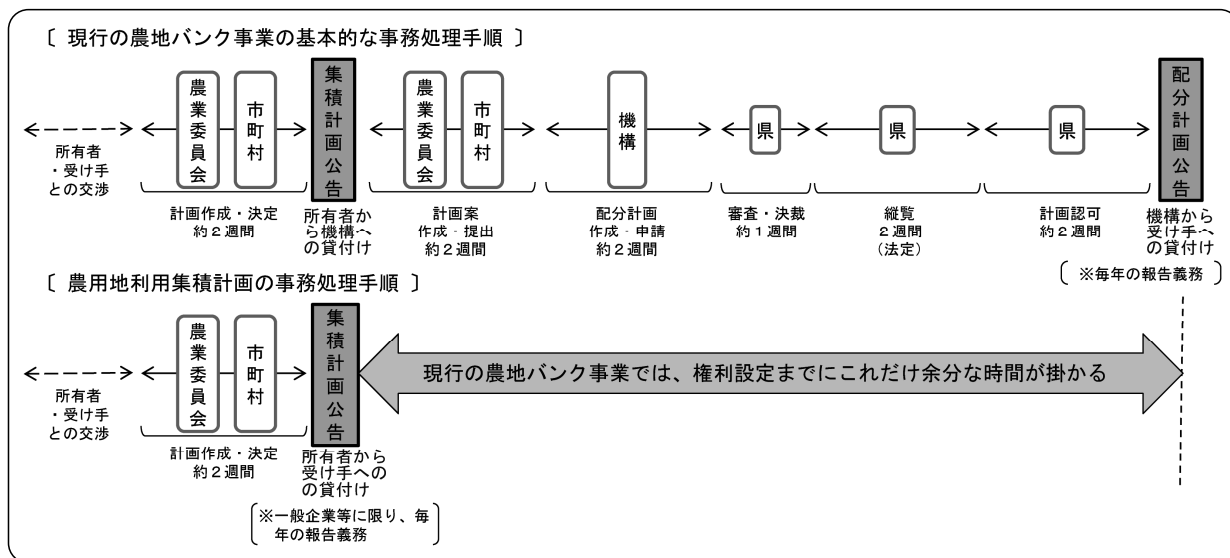 〔 現行の農地バンク事業の基本的な事務処理手順 〕
所有者
・受け手
との交渉
農業委員会
市町村
計画作成・決定
約２週間
集積計画公告
所有者か
ら機構へ
の貸付け
農業委員会
市町村
計画案
作成・提出
約２週間
機構
配分計画
作成・申請
約２週間
県
審査・決裁
約１週間
県
縦覧
２週間
(法定)
県
計画認可
約２週間
配分計画公告
機構から
受け手へ
の貸付け
※毎年の報告義務
〔 農用地利用集積計画の事務処理手順 〕
所有者
・受け手
との交渉
農業委員会
市町村
計画作成・決定
約２週間
集積計画公告
所有者から
受け手への
の貸付け
※一般企業等に限り、毎
年の報告義務
現行の農地バンク事業では、権利設定までにこれだけ余分な時間が掛かる